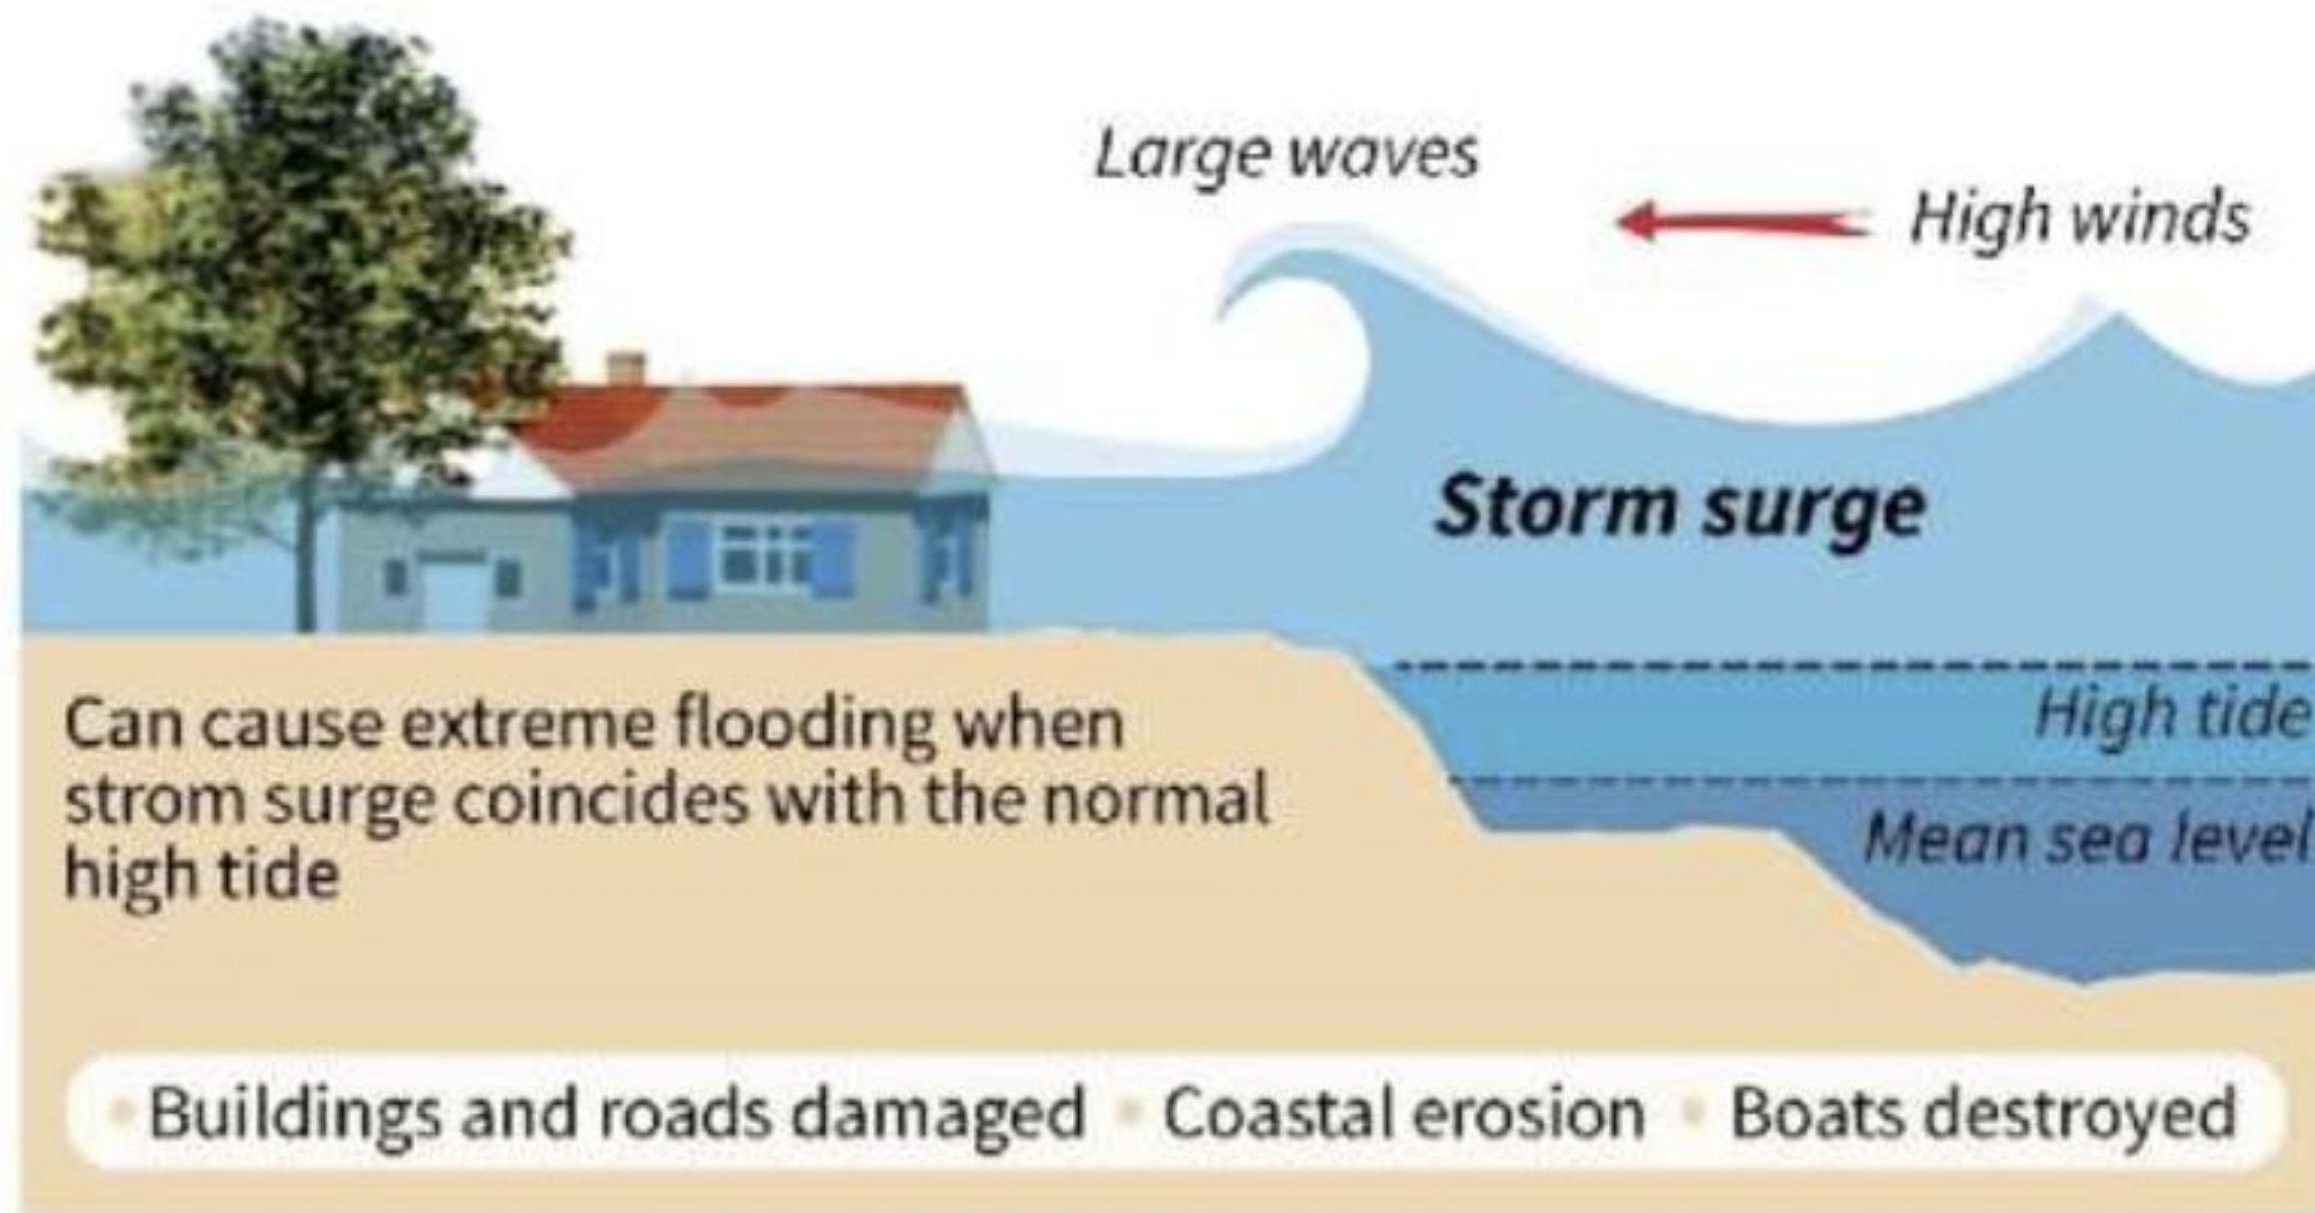 Large waves
High winds
Storm surge
High tide
Mean sea level
Can cause extreme flooding when
strom surge coincides with the normal
high tide
• Buildings and roads damaged • Coastal erosion • Boats destroyed